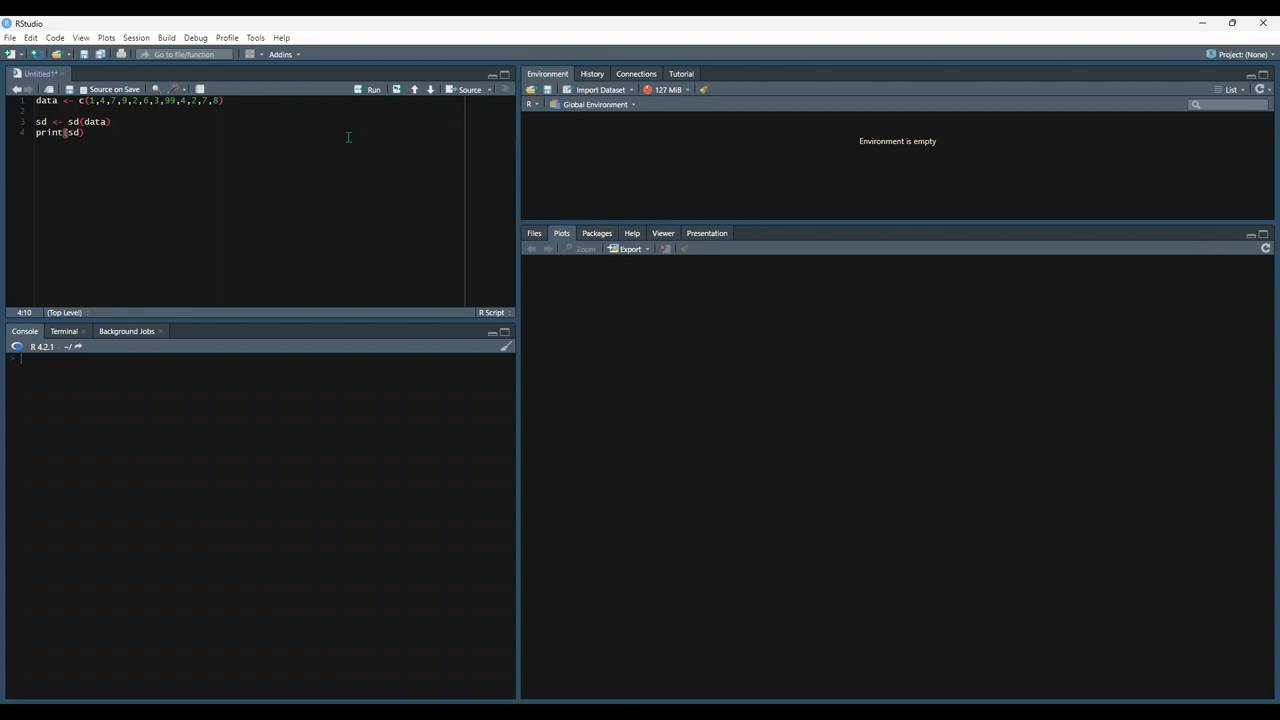 RStudio
File Edit Code View Plots Session Build Debug Profile Tools Help
Go to file/function Addins Project: (None)
Untitled1*
Source on Save Run Source
1 data <- c(1,4,7,9,2,6,3,99,4,2,7,8)
2
3 sd <- sd(data)
4 print(sd)
4:10 (Top Level) R Script
Console Terminal Background Jobs
R 4.2.1 · ~/
>
Environment History Connections Tutorial
Import Dataset 127 MiB List
R Global Environment
Environment is empty
Files Plots Packages Help Viewer Presentation
Zoom Export